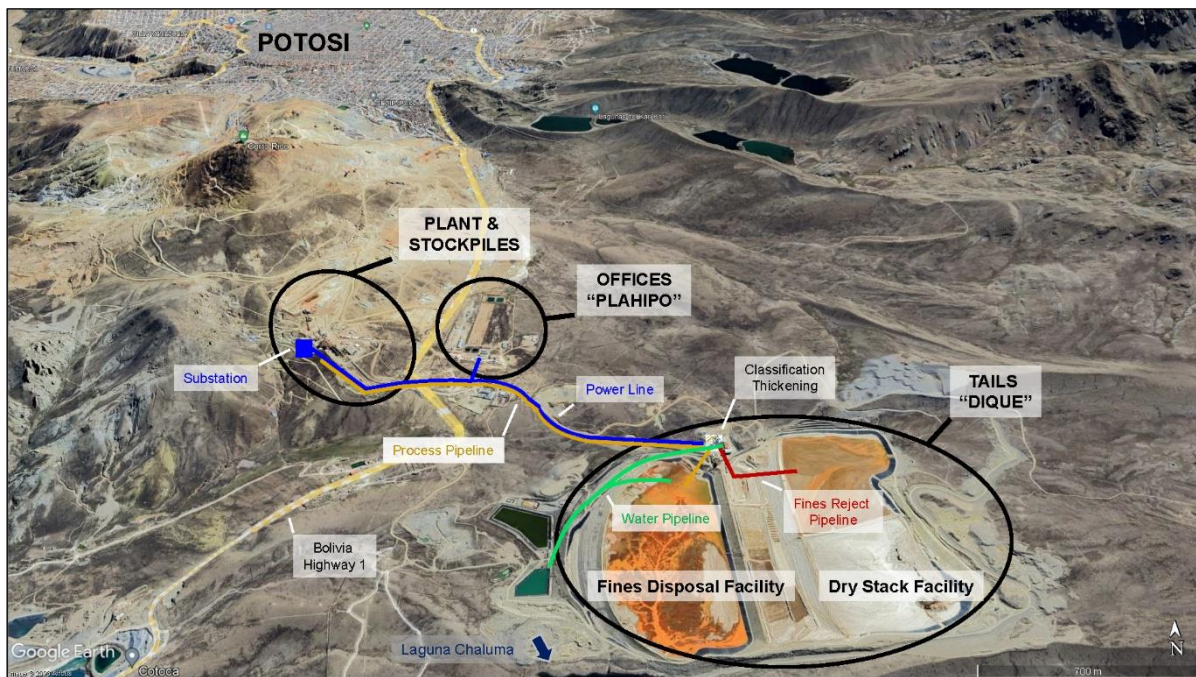 POTOSI
PLANT &
STOCKPILES
OFFICES
“PLAHIPO”
Substation
Power Line
Classification
Thickening
TAILS
“DIQUE”
Process Pipeline
Water Pipeline
Fines Reject
Pipeline
Bolivia
Highway 1
Fines Disposal Facility
Dry Stack Facility
Laguna Chaluma
Google Earth
Cotoca
700 m
N